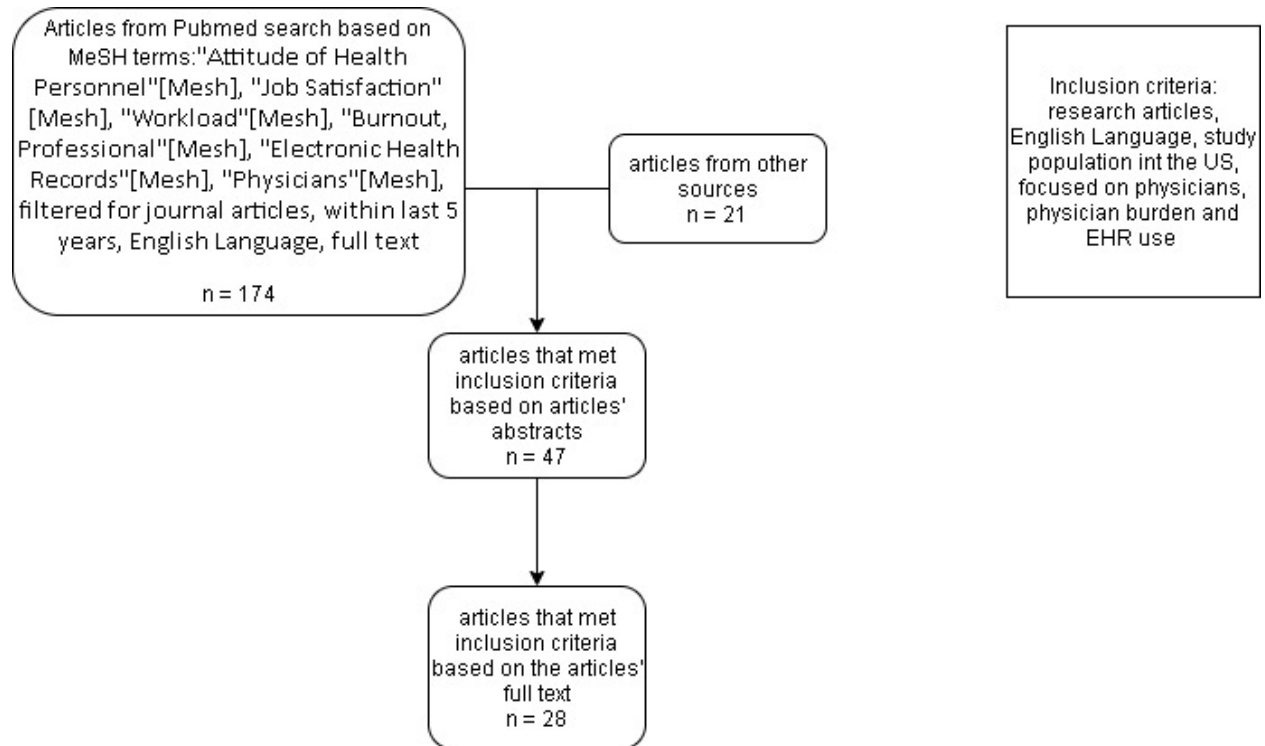 Articles from Pubmed search based on
MeSH terms:"Attitude of Health
Personnel"[Mesh], "Job Satisfaction"
[Mesh], "Workload"[Mesh], "Burnout,
Professional"[Mesh], "Electronic Health
Records"[Mesh], "Physicians"[Mesh],
filtered for journal articles, within last 5
years, English Language, full text
n = 174
articles from other
sources
n = 21
Inclusion criteria:
research articles,
English Language, study
population int the US,
focused on physicians,
physician burden and
EHR use
articles that met
inclusion criteria
based on articles'
abstracts
n = 47
articles that met
inclusion criteria
based on the articles'
full text
n = 28